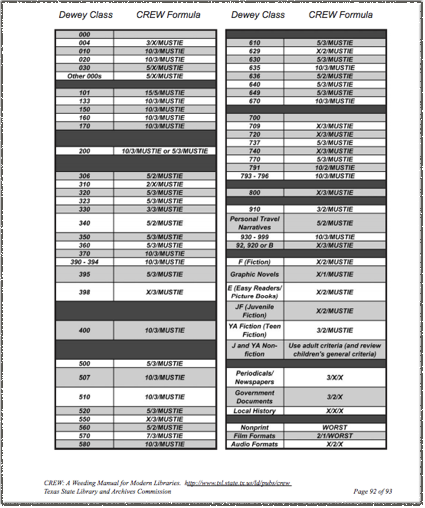 Dewey Class CREW Formula
000
004 3/X/MUSTIE
010 10/3/MUSTIE
020 10/3/MUSTIE
030 5/X/MUSTIE
Other 000s 5/X/MUSTIE
101 15/5/MUSTIE
133 10/3/MUSTIE
150 10/3/MUSTIE
160 10/3/MUSTIE
170 10/3/MUSTIE
200 10/3/MUSTIE or 5/3/MUSTIE
306 5/2/MUSTIE
310 2/X/MUSTIE
320 5/3/MUSTIE
323 5/3/MUSTIE
330 3/3/MUSTIE
340 5/2/MUSTIE
350 5/3/MUSTIE
360 5/3/MUSTIE
370 10/3/MUSTIE
390 - 394 10/3/MUSTIE
395 5/3/MUSTIE
398 X/3/MUSTIE
400 10/3/MUSTIE
500 5/3/MUSTIE
507 10/3/MUSTIE
510 10/3/MUSTIE
520 5/3/MUSTIE
550 X/3/MUSTIE
560 5/2/MUSTIE
570 7/3/MUSTIE
580 10/3/MUSTIE
Dewey Class CREW Formula
610 5/3/MUSTIE
629 X/2/MUSTIE
630 5/3/MUSTIE
635 10/3/MUSTIE
636 5/2/MUSTIE
640 5/3/MUSTIE
649 5/3/MUSTIE
670 10/3/MUSTIE
700
709 X/3/MUSTIE
720 X/3/MUSTIE
737 5/3/MUSTIE
740 X/3/MUSTIE
770 5/3/MUSTIE
791 10/2/MUSTIE
793 - 796 10/3/MUSTIE
800 X/3/MUSTIE
910 3/2/MUSTIE
Personal Travel
Narratives 5/2/MUSTIE
930 - 999 10/3/MUSTIE
92, 920 or B X/3/MUSTIE
F (Fiction) X/2/MUSTIE
Graphic Novels X/1/MUSTIE
E (Easy Readers/
Picture Books) X/2/MUSTIE
JF (Juvenile
Fiction) X/2/MUSTIE
YA Fiction (Teen
Fiction) 3/2/MUSTIE
J and YA Non-
fiction Use adult criteria (and review
children's general criteria)
Periodicals/
Newspapers 3/X/X
Government
Documents 3/2/X
Local History X/X/X
Nonprint WORST
Film Formats 2/1/WORST
Audio Formats X/2/X
CREW: A Weeding Manual for Modern Libraries. http://www.tsl.state.tx.us/ld/pubs/crew
Texas State Library and Archives Commission Page 92 of 93